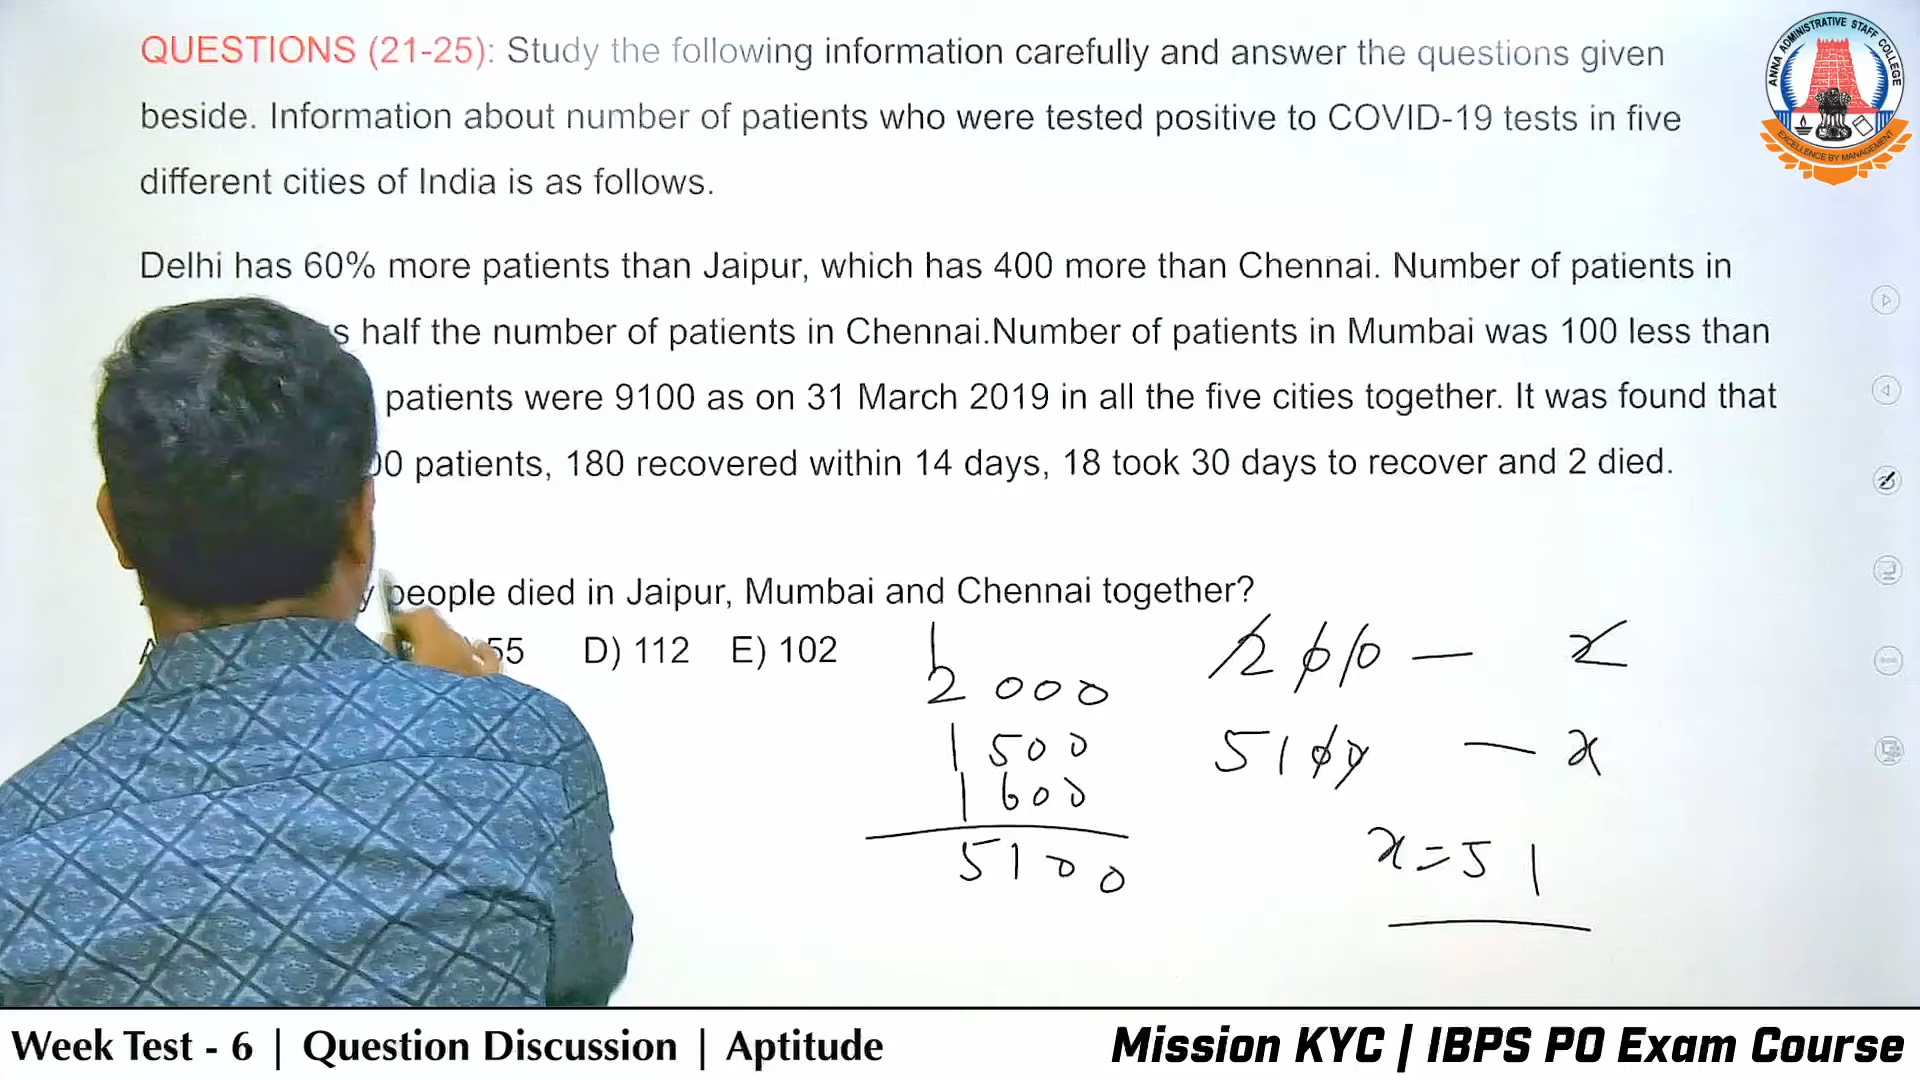 QUESTIONS (21-25): Study the following information carefully and answer the questions given
beside. Information about number of patients who were tested positive to COVID-19 tests in five
different cities of India is as follows.
Delhi has 60% more patients than Jaipur, which has 400 more than Chennai. Number of patients in
half the number of patients in Chennai.Number of patients in Mumbai was 100 less than
patients were 9100 as on 31 March 2019 in all the five cities together. It was found that
patients, 180 recovered within 14 days, 18 took 30 days to recover and 2 died.
people died in Jaipur, Mumbai and Chennai together?
55 D) 112 E) 102
2000
1500
1600
5100
200 — 2
5100 — x
x = 51
ANNA ADMINISTRATIVE STAFF COLLEGE
EXCELLENCE BY MANAGEMENT
Week Test - 6 | Question Discussion | Aptitude
Mission KYC | IBPS PO Exam Course